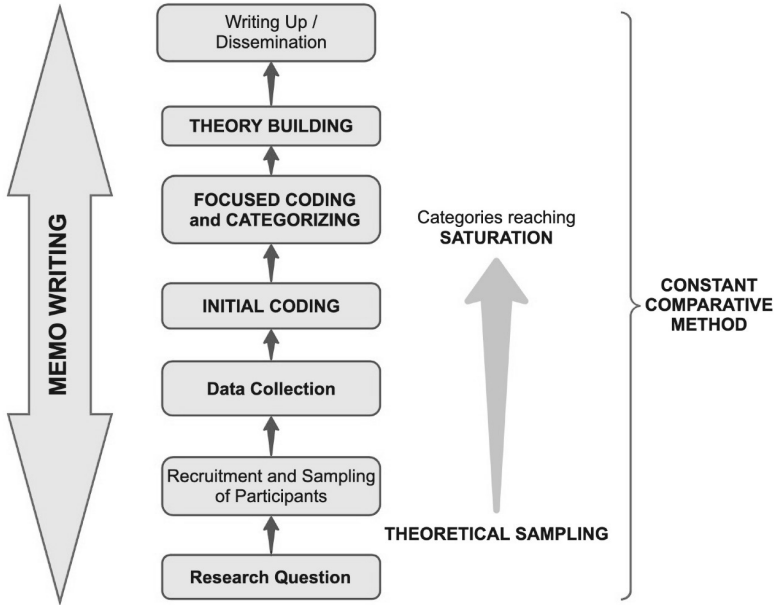 Writing Up /
Dissemination
THEORY BUILDING
FOCUSED CODING
and CATEGORIZING
INITIAL CODING
Data Collection
Recruitment and Sampling
of Participants
Research Question
MEMO WRITING
Categories reaching
SATURATION
THEORETICAL SAMPLING
CONSTANT
COMPARATIVE
METHOD